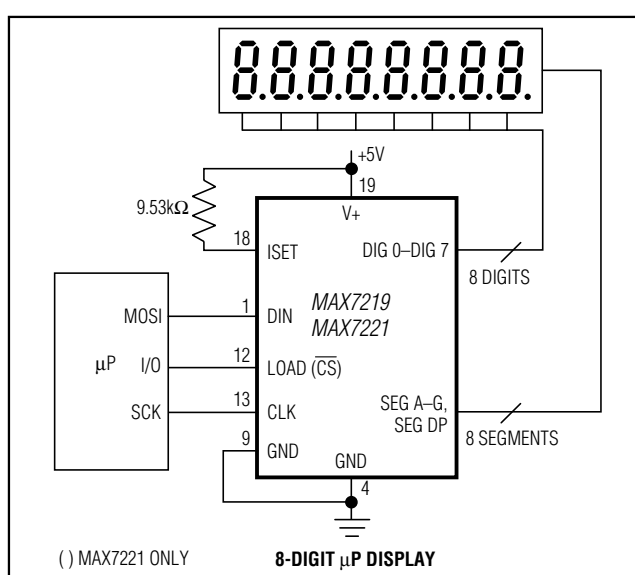 8.8.8.8.8.8.8.8.
+5V
19
9.53kΩ
V+
18
ISET
DIG 0–DIG 7
8 DIGITS
MOSI
1
DIN
MAX7219
MAX7221
µP
I/O
12
LOAD (C̅S̅)
SCK
13
CLK
SEG A–G,
SEG DP
8 SEGMENTS
9
GND
GND
4
( ) MAX7221 ONLY
8-DIGIT µP DISPLAY